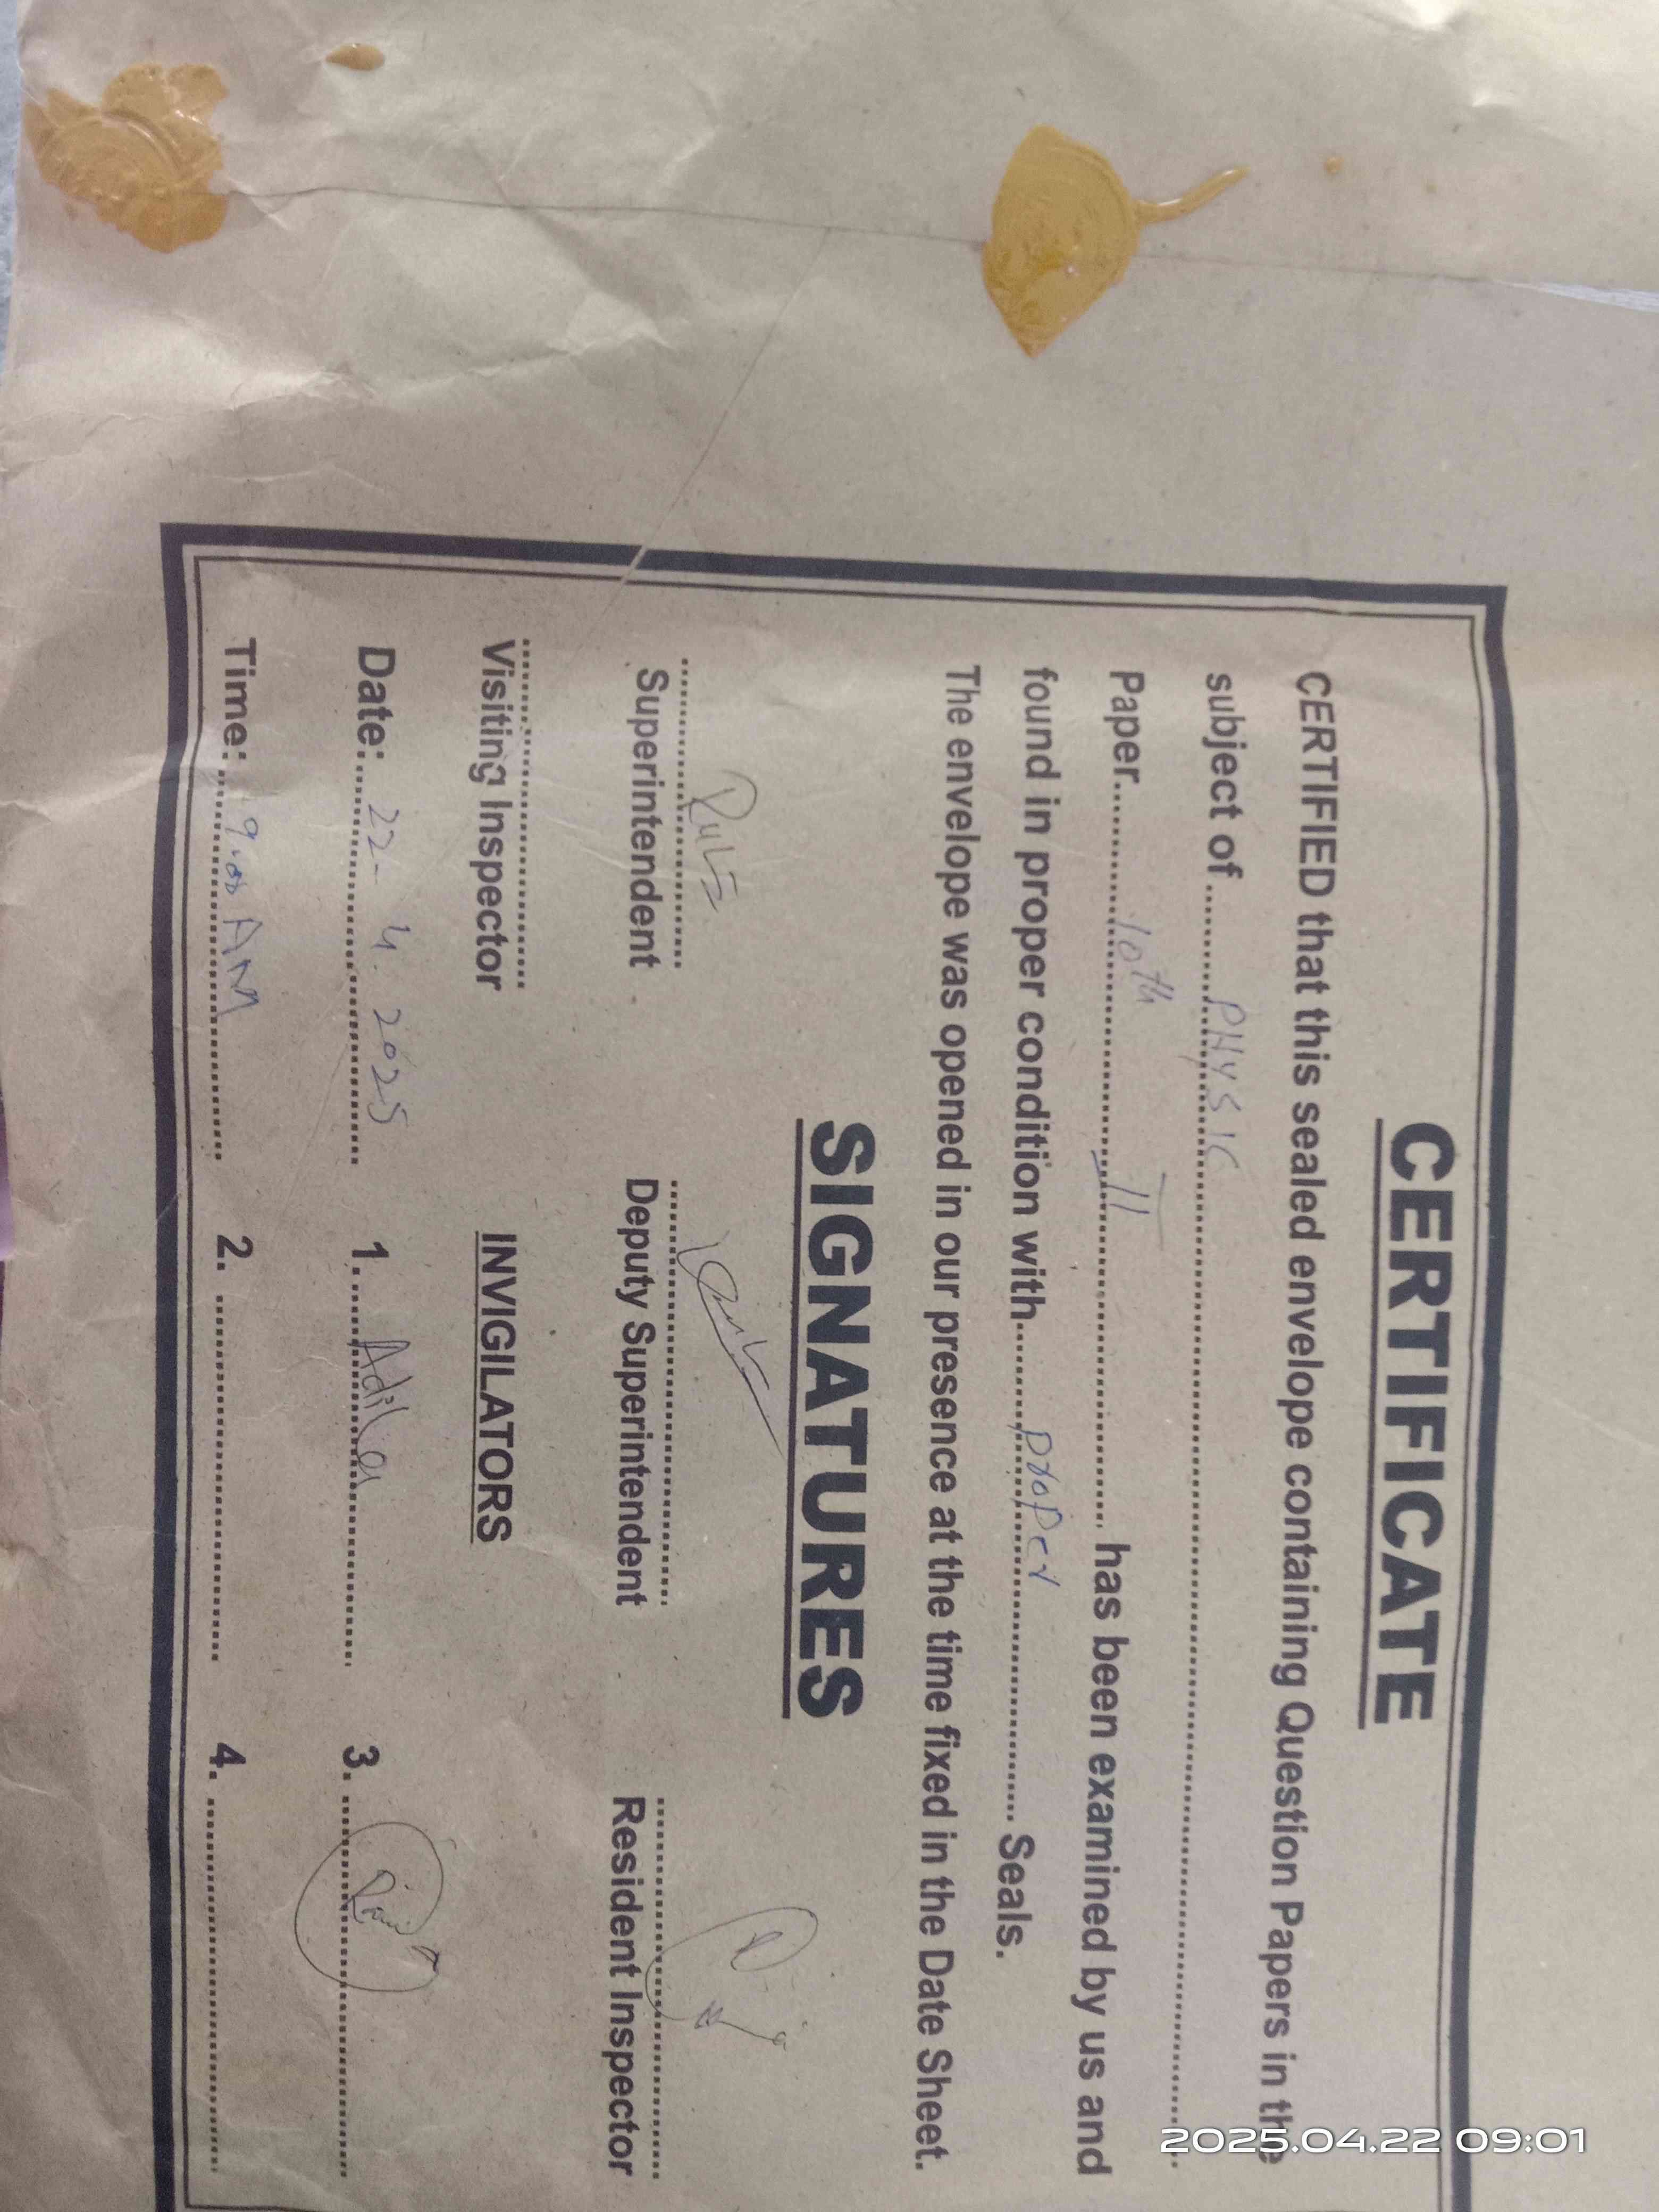 CERTIFICATE
CERTIFIED that this sealed envelope containing Question Papers in the
subject of .......... PHYSIC ..........
Paper.......... 10th II .......... has been examined by us and
found in proper condition with.......... proper .......... Seals.
The envelope was opened in our presence at the time fixed in the Date Sheet.
SIGNATURES
Superintendent Deputy Superintendent Resident Inspector
Visiting Inspector INVIGILATORS
Date: 22- 4. 2025 1. Adila 3.
Time: 9.00 AM 2. .......... 4. ..........
2025.04.22 09:01